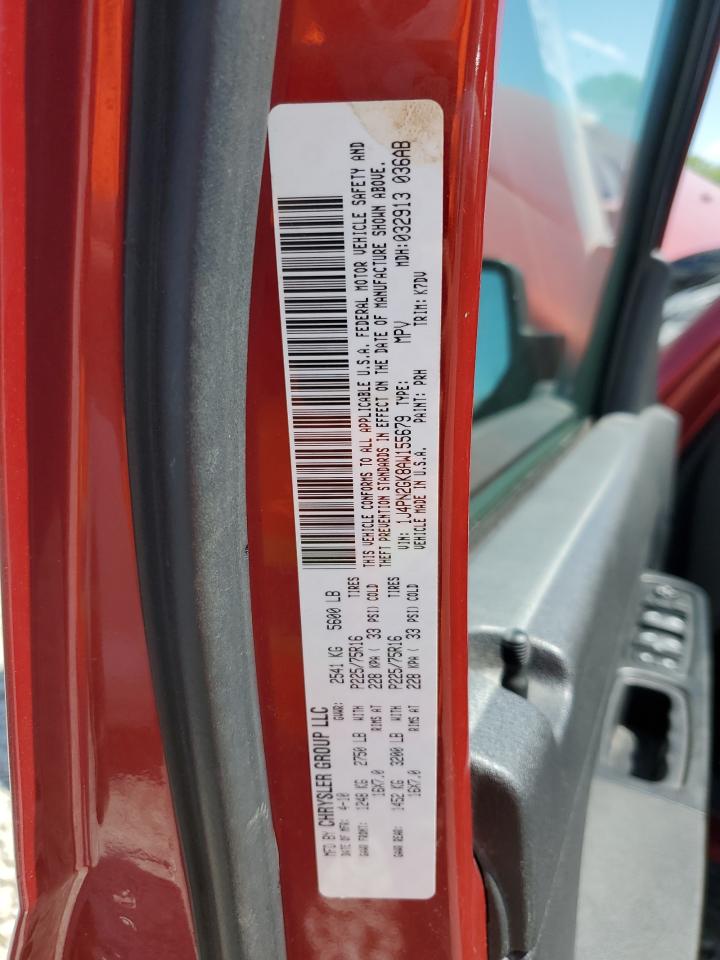 MFD BY CHRYSLER GROUP LLC
DATE OF MFR: 4-10 GVWR: 2541 KG 5600 LB
GAWR FRONT: 1248 KG 2750 LB WITH P225/75R16 TIRES
16X7.0 RIMS AT 228 KPA ( 33 PSI) COLD
GAWR REAR: 1452 KG 3200 LB WITH P225/75R16 TIRES
16X7.0 RIMS AT 228 KPA ( 33 PSI) COLD
THIS VEHICLE CONFORMS TO ALL APPLICABLE U.S.A. FEDERAL MOTOR VEHICLE SAFETY AND
THEFT PREVENTION STANDARDS IN EFFECT ON THE DATE OF MANUFACTURE SHOWN ABOVE.
VIN: 1J4PN2GK8AW155679 TYPE: MPV MDH:032913 036AB
VEHICLE MADE IN U.S.A. PAINT: PRH TRIM: K7DV